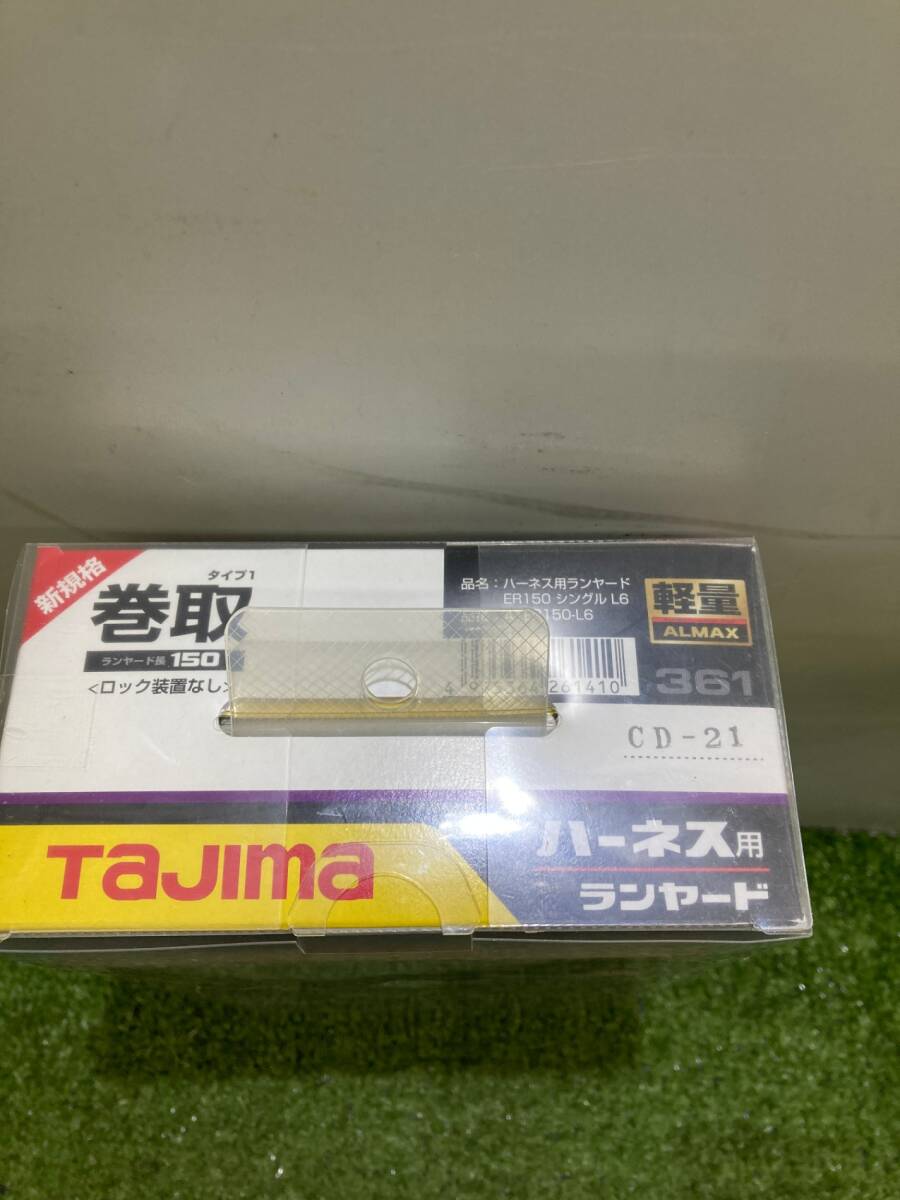 新規格
タイプ1
巻取
ランヤード長 150
<ロック装置なし>
品名:ハーネス用ランヤード
ER150 シングル L6
150-L6
261410
軽量
ALMAX
361
CD-21
TaJIma
ハーネス用
ランヤード